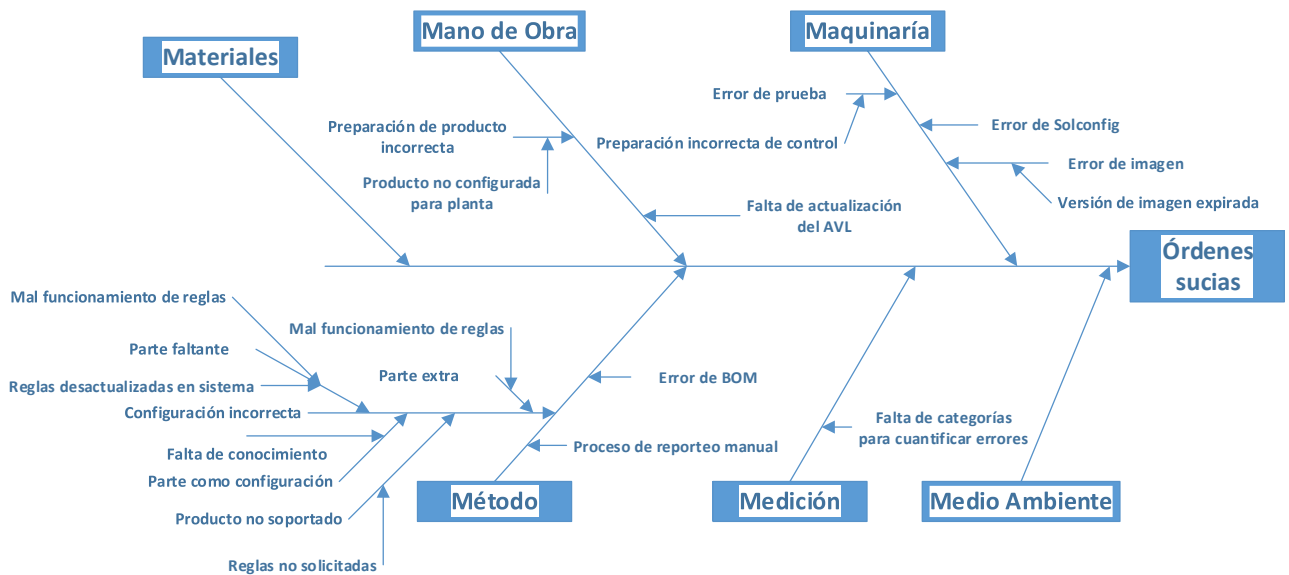 Materiales
Mano de Obra
Maquinaría
Error de prueba
Preparación de producto
incorrecta
Preparación incorrecta de control
Error de Solconfig
Error de imagen
Producto no configurada
para planta
Falta de actualización
del AVL
Versión de imagen expirada
Órdenes
sucias
Mal funcionamiento de reglas
Mal funcionamiento de reglas
Parte faltante
Parte extra
Error de BOM
Reglas desactualizadas en sistema
Configuración incorrecta
Falta de categorías
para cuantificar errores
Falta de conocimiento
Proceso de reporteo manual
Parte como configuración
Producto no soportado
Reglas no solicitadas
Método
Medición
Medio Ambiente